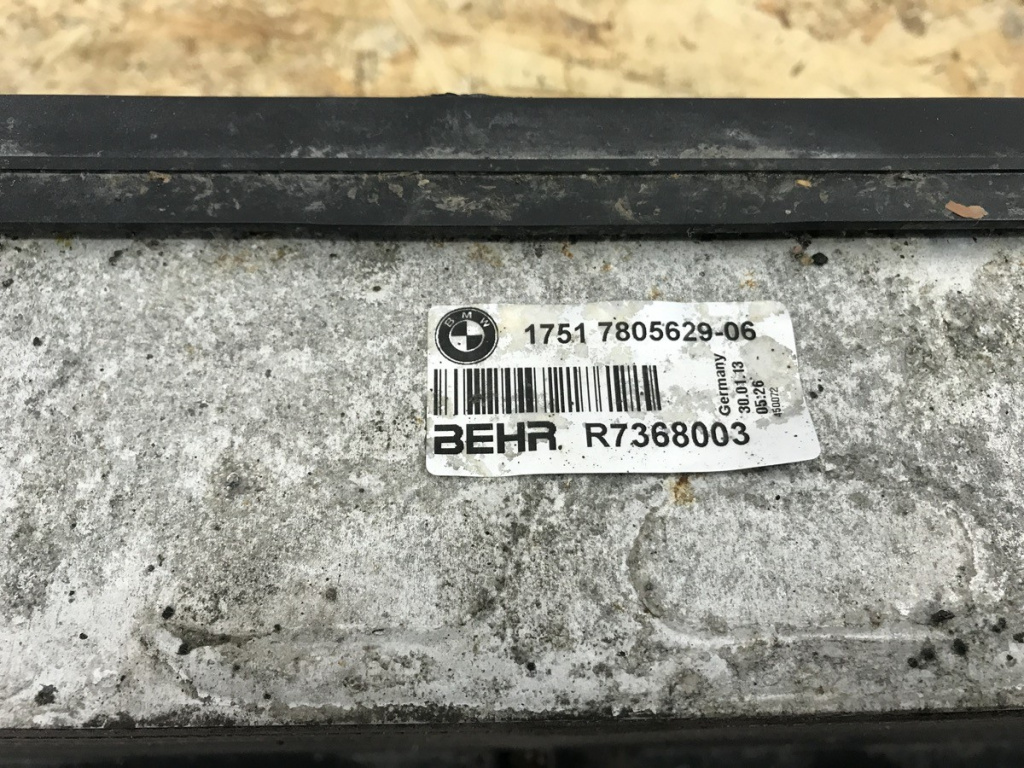 BMW
1751 7805629-06
BEHR R7368003
Germany
30.01.13
05:26
450072